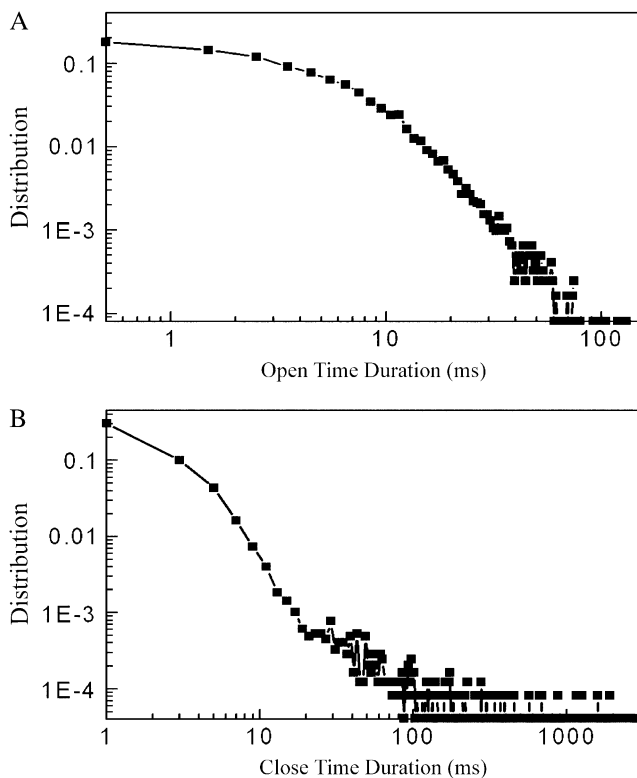 A
0.1
0.01
1E-3
1E-4
Distribution
1
10
100
Open Time Duration (ms)
B
0.1
0.01
1E-3
1E-4
Distribution
1
10
100
1000
Close Time Duration (ms)